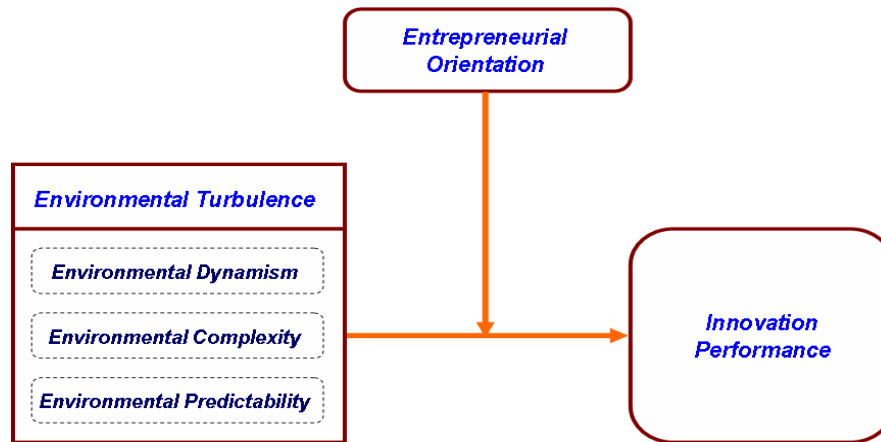 Entrepreneurial
Orientation
Environmental Turbulence
Environmental Dynamism
Environmental Complexity
Environmental Predictability
Innovation
Performance